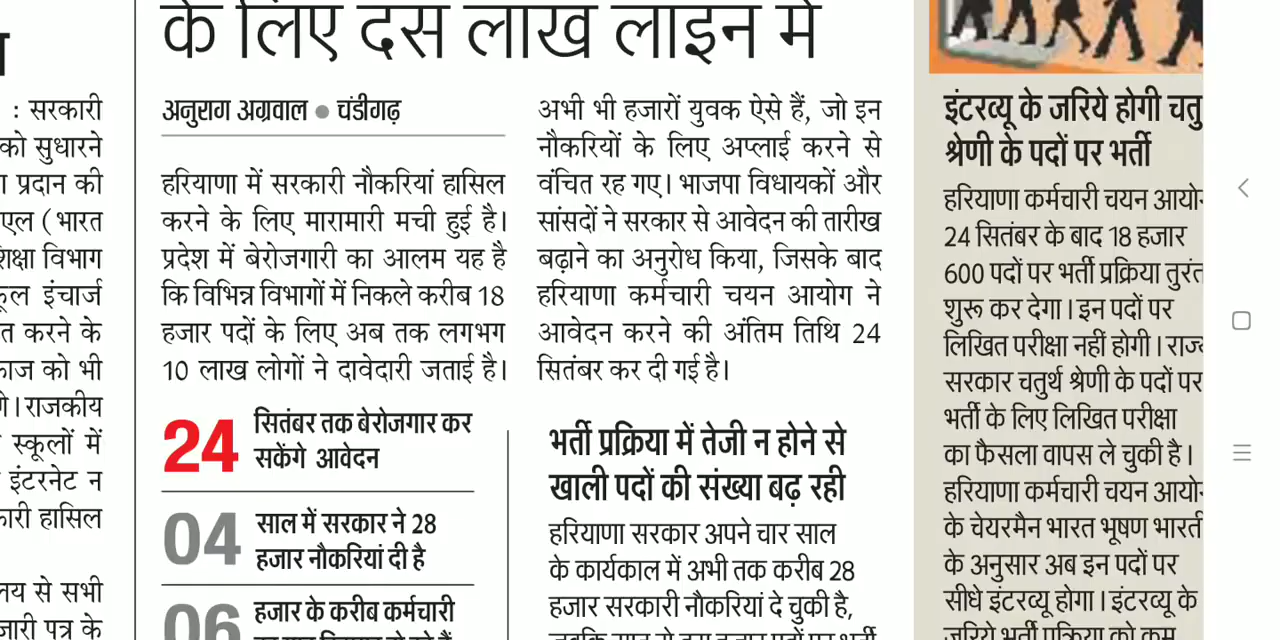 के लिए दस लाख लाइन में
: सरकारी
को सुधारने
प्रदान की
एल (भारत
शिक्षा विभाग
इंचार्ज
करने के
को भी
। राजकीय
स्कूलों में
इंटरनेट न
हासिल
से सभी
पत्र के
अनुराग अग्रवाल ● चंडीगढ़
हरियाणा में सरकारी नौकरियां हासिल
करने के लिए मारामारी मची हुई है।
प्रदेश में बेरोजगारी का आलम यह है
कि विभिन्न विभागों में निकले करीब 18
हजार पदों के लिए अब तक लगभग
10 लाख लोगों ने दावेदारी जताई है।
24 सितंबर तक बेरोजगार कर
सकेंगे आवेदन
04 साल में सरकार ने 28
हजार नौकरियां दी है
06 हजार के करीब कर्मचारी
अभी भी हजारों युवक ऐसे हैं, जो इन
नौकरियों के लिए अप्लाई करने से
वंचित रह गए। भाजपा विधायकों और
सांसदों ने सरकार से आवेदन की तारीख
बढ़ाने का अनुरोध किया, जिसके बाद
हरियाणा कर्मचारी चयन आयोग ने
आवेदन करने की अंतिम तिथि 24
सितंबर कर दी गई है।
भर्ती प्रक्रिया में तेजी न होने से
खाली पदों की संख्या बढ़ रही
हरियाणा सरकार अपने चार साल
के कार्यकाल में अभी तक करीब 28
हजार सरकारी नौकरियां दे चुकी है,
इंटरव्यू के जरिये होगी चतु
श्रेणी के पदों पर भर्ती
हरियाणा कर्मचारी चयन आयो
24 सितंबर के बाद 18 हजार
600 पदों पर भर्ती प्रक्रिया तुरंत
शुरू कर देगा। इन पदों पर
लिखित परीक्षा नहीं होगी। राज्य
सरकार चतुर्थ श्रेणी के पदों पर
भर्ती के लिए लिखित परीक्षा
का फैसला वापस ले चुकी है।
हरियाणा कर्मचारी चयन आयो
के चेयरमैन भारत भूषण भारती
के अनुसार अब इन पदों पर
सीधे इंटरव्यू होगा। इंटरव्यू के
जरिये भर्ती प्रक्रिया को कम